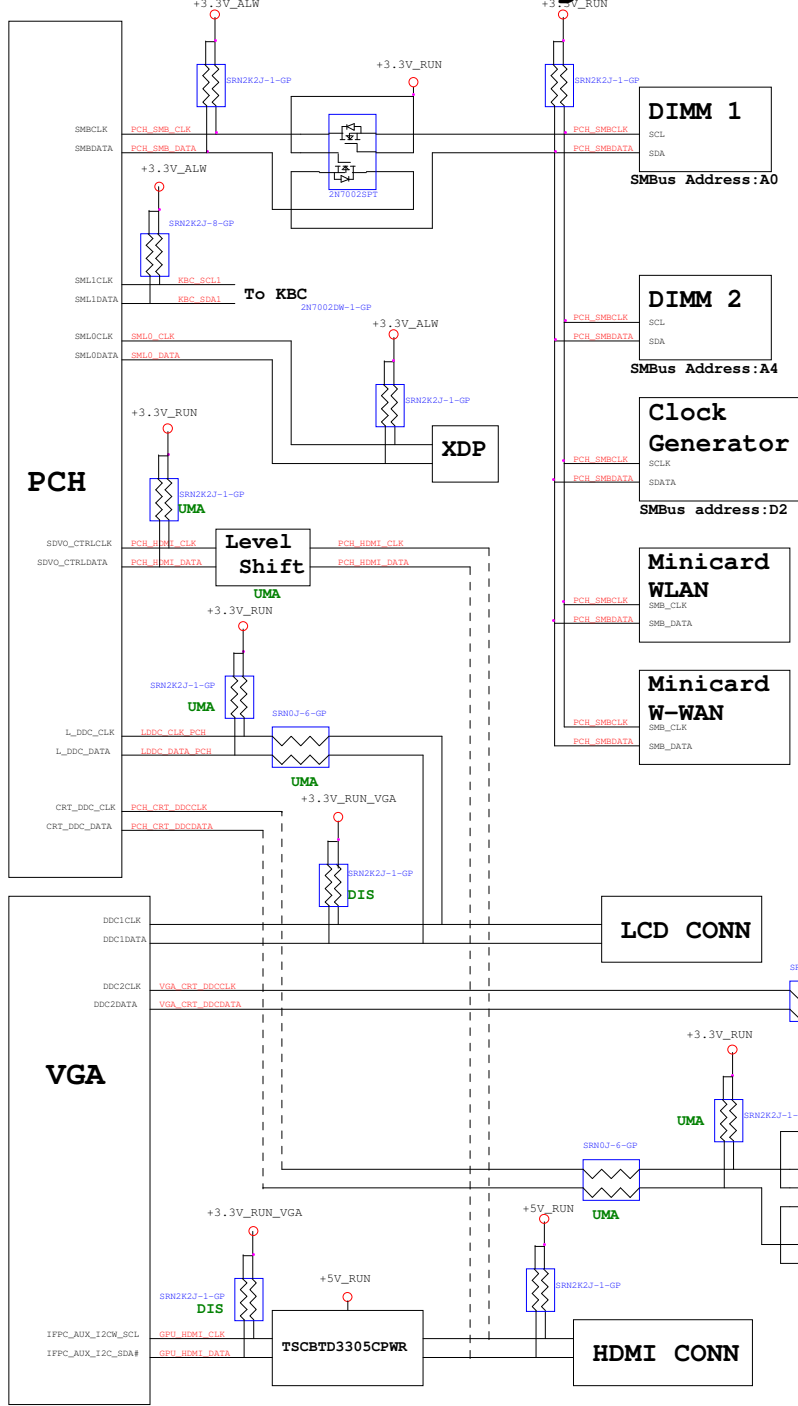 +3.3V_ALW
+3.3V_RUN
SRN2K2J-1-GP
+3.3V_RUN
SRN2K2J-1-GP
DIMM 1
SMBCLK PCH_SMB_CLK
PCH_SMBCLK SCL
SMBDATA PCH_SMB_DATA
PCH_SMBDATA SDA
+3.3V_ALW
2N7002SPT
SMBus Address:A0
SRN2K2J-8-GP
SML1CLK KBC_SCL1
SML1DATA KBC_SDA1
To KBC
2N7002DW-1-GP
DIMM 2
+3.3V_ALW
PCH_SMBCLK SCL
SML0CLK SML0_CLK
PCH_SMBDATA SDA
SML0DATA SML0_DATA
SMBus Address:A4
SRN2K2J-1-GP
+3.3V_RUN
Clock
Generator
XDP
PCH_SMBCLK SCLK
PCH_SMBDATA SDATA
PCH
SRN2K2J-1-GP
UMA
SMBus address:D2
SDVO_CTRLCLK PCH_HDMI_CLK
Level
Shift
PCH_HDMI_CLK
SDVO_CTRLDATA PCH_HDMI_DATA
PCH_HDMI_DATA
UMA
Minicard
WLAN
PCH_SMBCLK SMB_CLK
PCH_SMBDATA SMB_DATA
+3.3V_RUN
SRN2K2J-1-GP
UMA
SRN0J-6-GP
Minicard
W-WAN
PCH_SMBCLK SMB_CLK
PCH_SMBDATA SMB_DATA
L_DDC_CLK LDDC_CLK_PCH
L_DDC_DATA LDDC_DATA_PCH
UMA
+3.3V_RUN_VGA
CRT_DDC_CLK PCH_CRT_DDCCLK
CRT_DDC_DATA PCH_CRT_DDCDATA
SRN2K2J-1-GP
DIS
DDC1CLK
DDC1DATA
LCD CONN
DDC2CLK VGA_CRT_DDCCLK
DDC2DATA VGA_CRT_DDCDATA
SR
+3.3V_RUN
VGA
UMA
SRN2K2J-1-
SRN0J-6-GP
UMA
+3.3V_RUN_VGA
+5V_RUN
+5V_RUN
SRN2K2J-1-GP
DIS
SRN2K2J-1-GP
IFPC_AUX_I2CW_SCL GPU_HDMI_CLK
IFPC_AUX_I2C_SDA# GPU_HDMI_DATA
TSCBTD3305CPWR
HDMI CONN